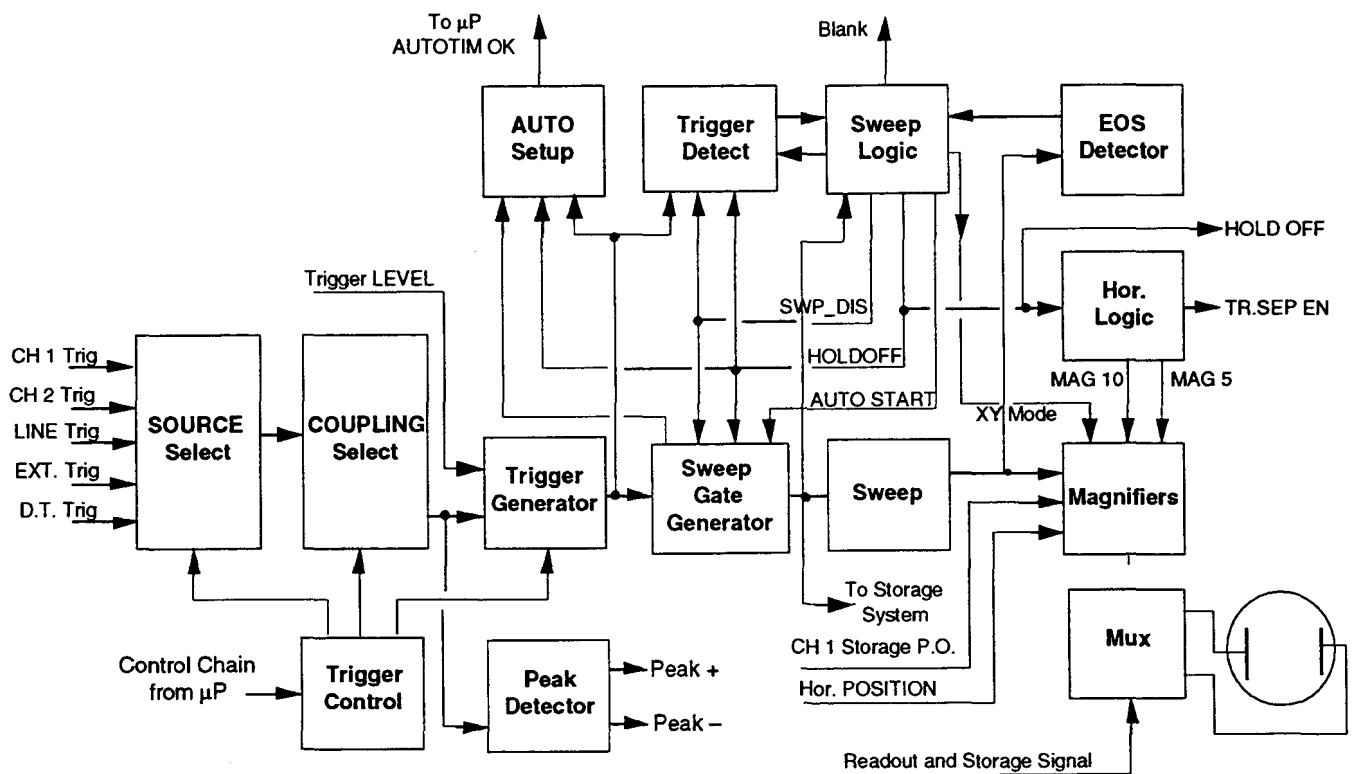 To µP
AUTOTIM OK
Blank
AUTO
Setup
Trigger
Detect
Sweep
Logic
EOS
Detector
HOLD OFF
Trigger LEVEL
SWP_DIS
Hor.
Logic
TR.SEP EN
CH 1 Trig
CH 2 Trig
LINE Trig
EXT. Trig
D.T. Trig
HOLDOFF
MAG 10
MAG 5
AUTO START
XY Mode
SOURCE
Select
COUPLING
Select
Trigger
Generator
Sweep
Gate
Generator
Sweep
Magnifiers
To Storage
System
CH 1 Storage P.O.
Hor. POSITION
Control Chain
from µP
Trigger
Control
Peak
Detector
Peak +
Peak –
Mux
Readout and Storage Signal